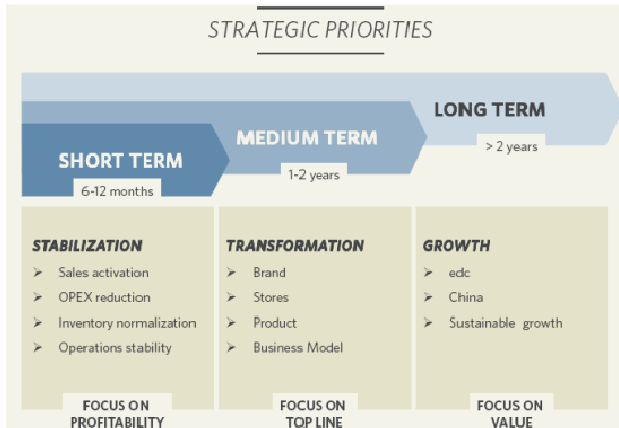 STRATEGIC PRIORITIES
SHORT TERM
6-12 months
MEDIUM TERM
1-2 years
LONG TERM
> 2 years
STABILIZATION
➢ Sales activation
➢ OPEX reduction
➢ Inventory normalization
➢ Operations stability
FOCUS ON
PROFITABILITY
TRANSFORMATION
➢ Brand
➢ Stores
➢ Product
➢ Business Model
FOCUS ON
TOP LINE
GROWTH
➢ edc
➢ China
➢ Sustainable growth
FOCUS ON
VALUE